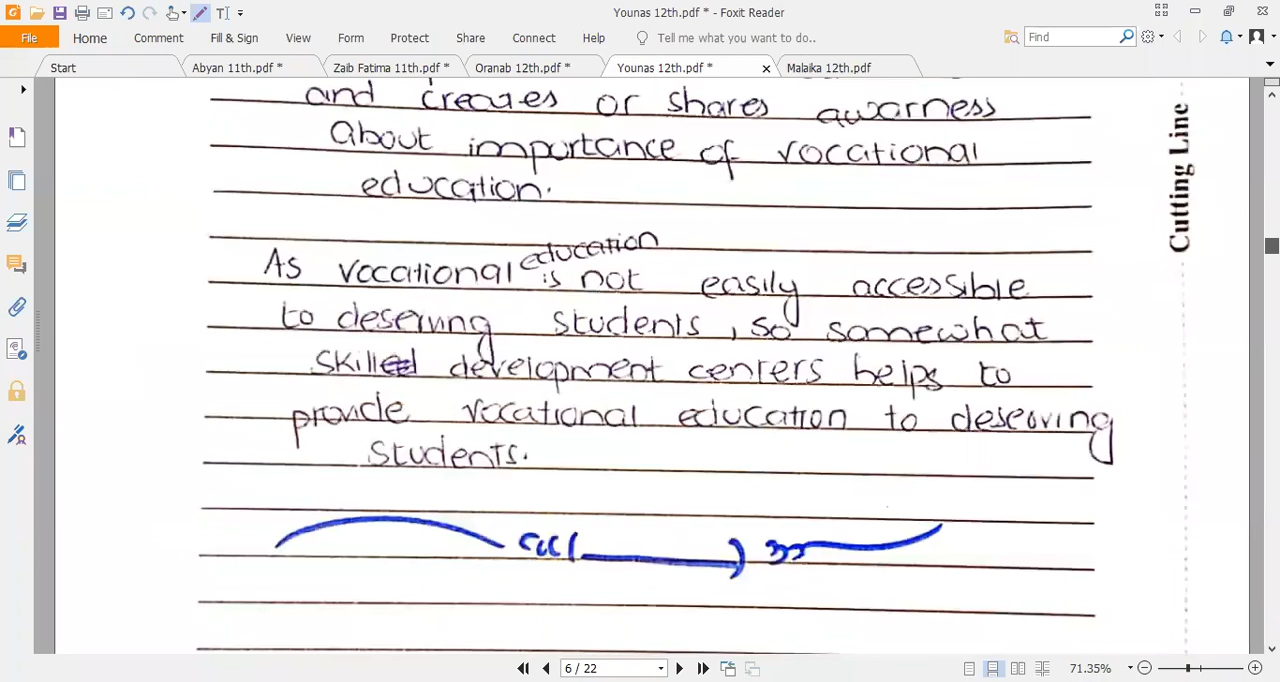 Younas 12th.pdf * - Foxit Reader
File Home Comment Fill & Sign View Form Protect Share Connect Help Tell me what you want to do.. Find
Start Abyan 11th.pdf * Zaib Fatima 11th.pdf * Oranab 12th.pdf * Younas 12th.pdf * Malaika 12th.pdf
and creates or shares awarness
About importance of vocational
education.
education
As vocational is not easily accessible
to deserving students, so somewhat
skilled development centers helps to
provide vocational education to deserving
students.
Cutting Line
6 / 22 71.35%